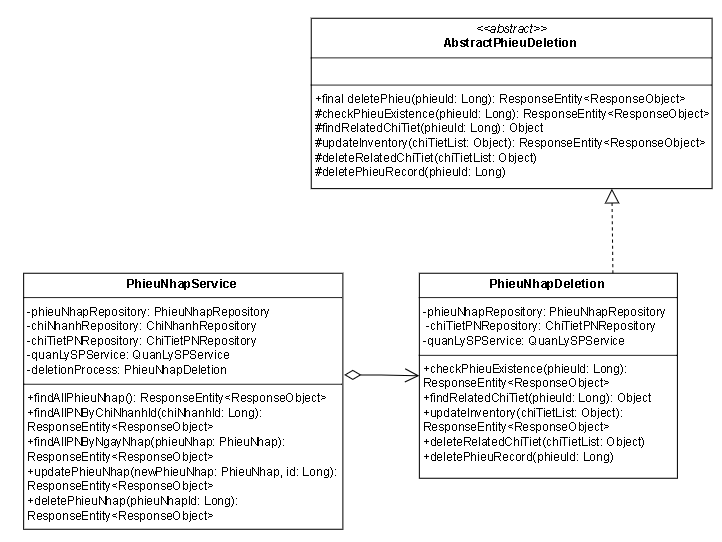 <<abstract>>
AbstractPhieuDeletion
+final deletePhieu(phieuId: Long): ResponseEntity<ResponseObject>
#checkPhieuExistence(phieuId: Long): ResponseEntity<ResponseObject>
#findRelatedChiTiet(phieuId: Long): Object
#updateInventory(chiTietList: Object): ResponseEntity<ResponseObject>
#deleteRelatedChiTiet(chiTietList: Object)
#deletePhieuRecord(phieuId: Long)
PhieuNhapService
-phieuNhapRepository: PhieuNhapRepository
-chiNhanhRepository: ChiNhanhRepository
-chiTietPNRepository: ChiTietPNRepository
-quanLySPService: QuanLySPService
-deletionProcess: PhieuNhapDeletion
+findAllPhieuNhap(): ResponseEntity<ResponseObject>
+findAllPNByChiNhanhId(chiNhanhId: Long):
ResponseEntity<ResponseObject>
+findAllPNByNgayNhap(phieuNhap: PhieuNhap):
ResponseEntity<ResponseObject>
+updatePhieuNhap(newPhieuNhap: PhieuNhap, id: Long):
ResponseEntity<ResponseObject>
+deletePhieuNhap(phieuNhapId: Long):
ResponseEntity<ResponseObject>
PhieuNhapDeletion
-phieuNhapRepository: PhieuNhapRepository
-chiTietPNRepository: ChiTietPNRepository
-quanLySPService: QuanLySPService
+checkPhieuExistence(phieuId: Long):
ResponseEntity<ResponseObject>
+findRelatedChiTiet(phieuId: Long): Object
+updateInventory(chiTietList: Object):
ResponseEntity<ResponseObject>
+deleteRelatedChiTiet(chiTietList: Object)
+deletePhieuRecord(phieuId: Long)